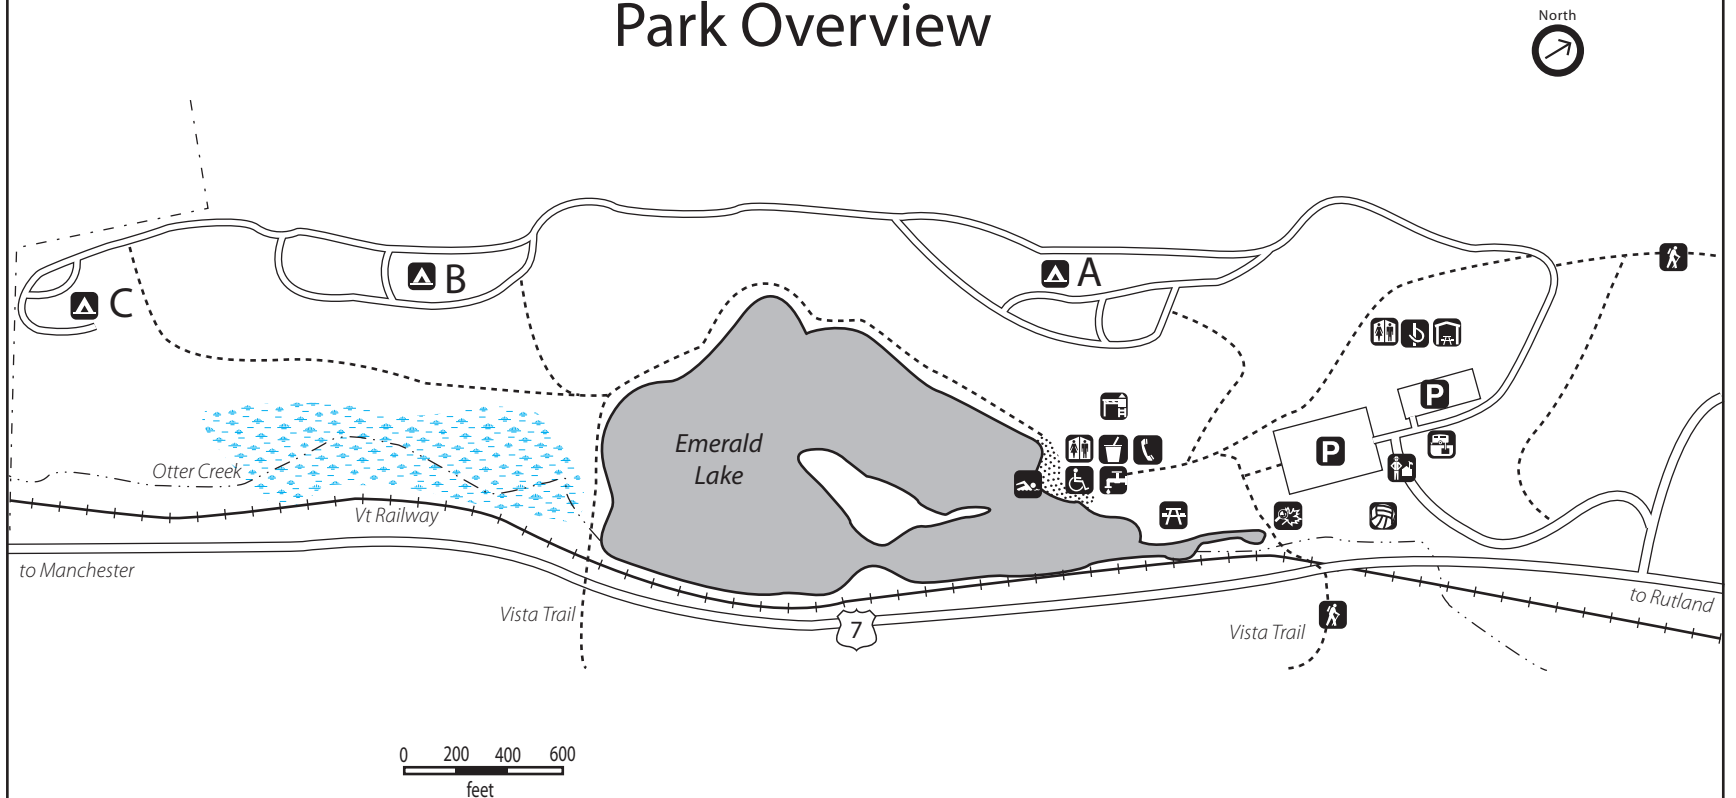 Park Overview
North
A
B
C
P
Emerald
Lake
P
Otter Creek
Vt Railway
to Manchester
to Rutland
Vista Trail
7
Vista Trail
0 200 400 600
feet